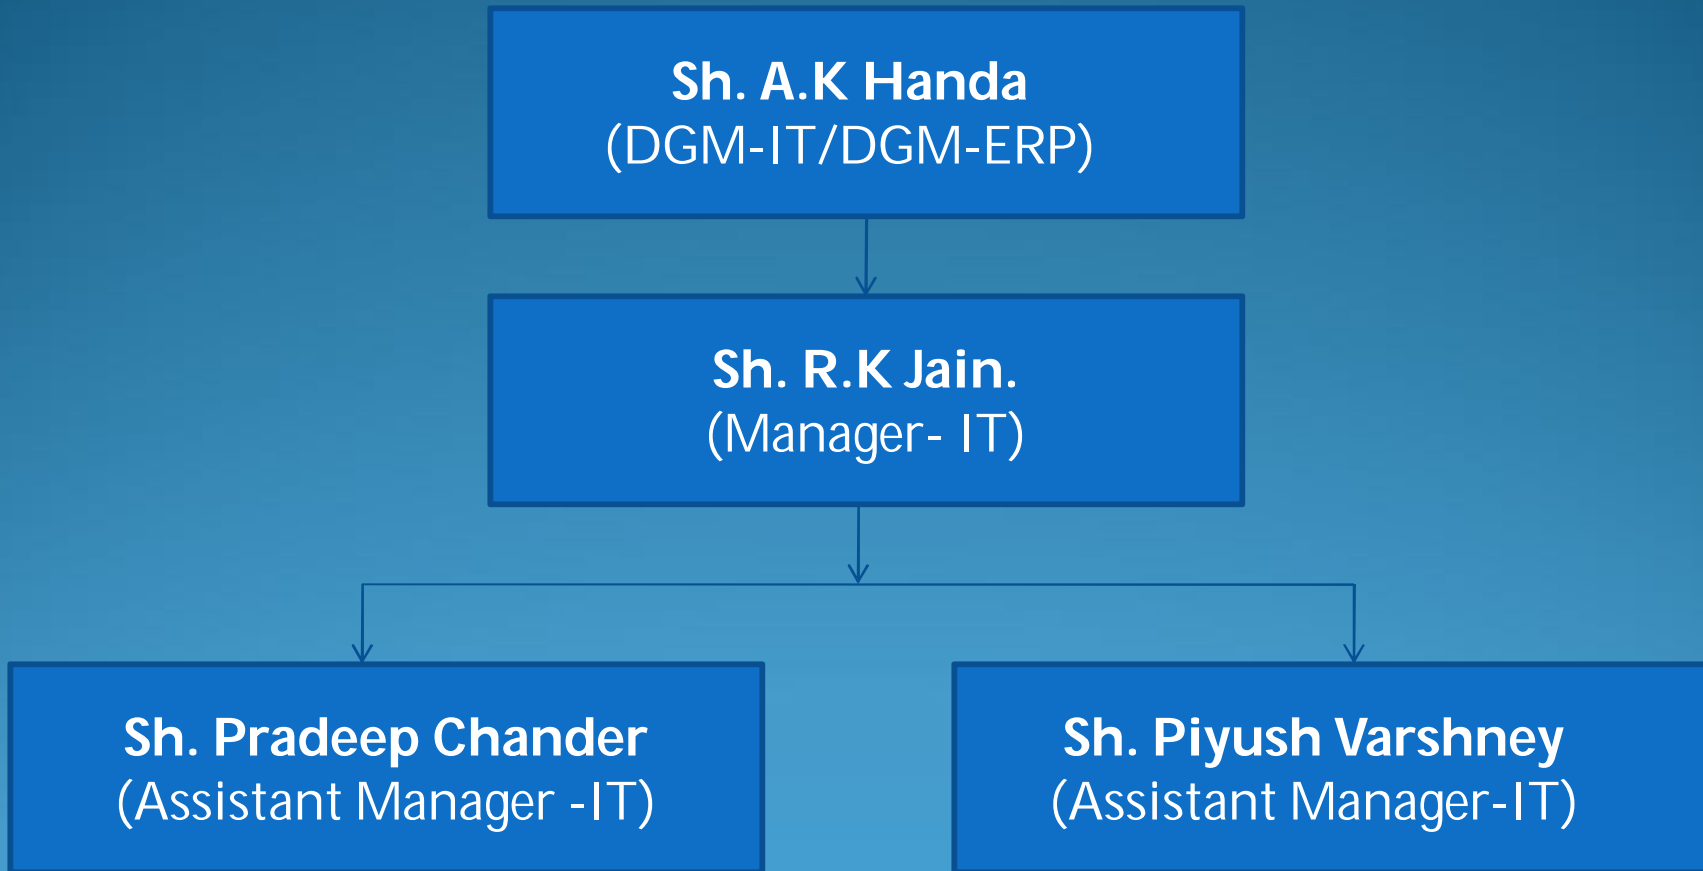 Sh. A.K Handa
(DGM-IT/DGM-ERP)
Sh. R.K Jain.
(Manager- IT)
Sh. Pradeep Chander
(Assistant Manager -IT)
Sh. Piyush Varshney
(Assistant Manager-IT)